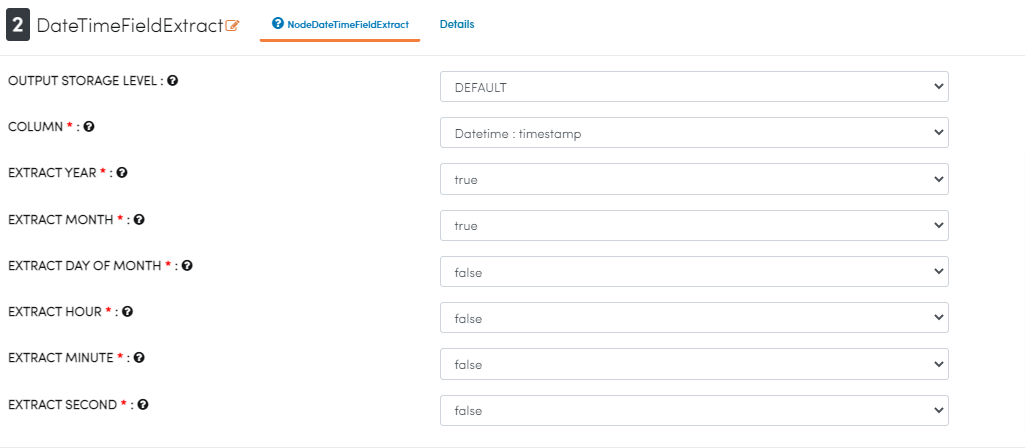 2 DateTimeFieldExtract NodeDateTimeFieldExtract Details
OUTPUT STORAGE LEVEL : DEFAULT
COLUMN * : Datetime : timestamp
EXTRACT YEAR * : true
EXTRACT MONTH * : true
EXTRACT DAY OF MONTH * : false
EXTRACT HOUR * : false
EXTRACT MINUTE * : false
EXTRACT SECOND * : false